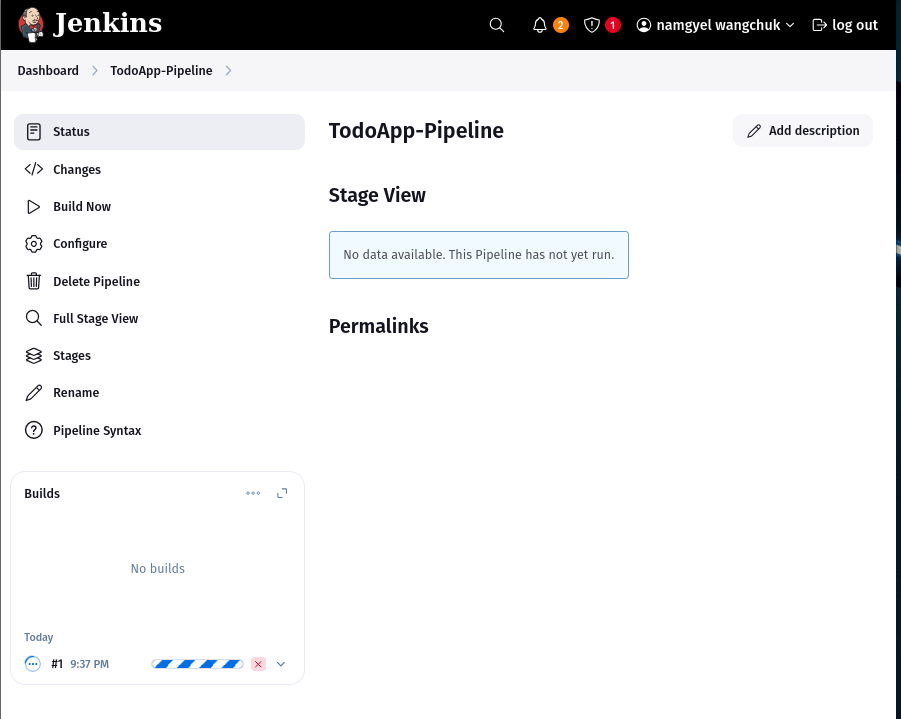 Jenkins
2
1
namgyel wangchuk
log out
Dashboard
TodoApp-Pipeline
Status
Changes
Build Now
Configure
Delete Pipeline
Full Stage View
Stages
Rename
Pipeline Syntax
Builds
No builds
Today
#1 9:37 PM
TodoApp-Pipeline
Add description
Stage View
No data available. This Pipeline has not yet run.
Permalinks